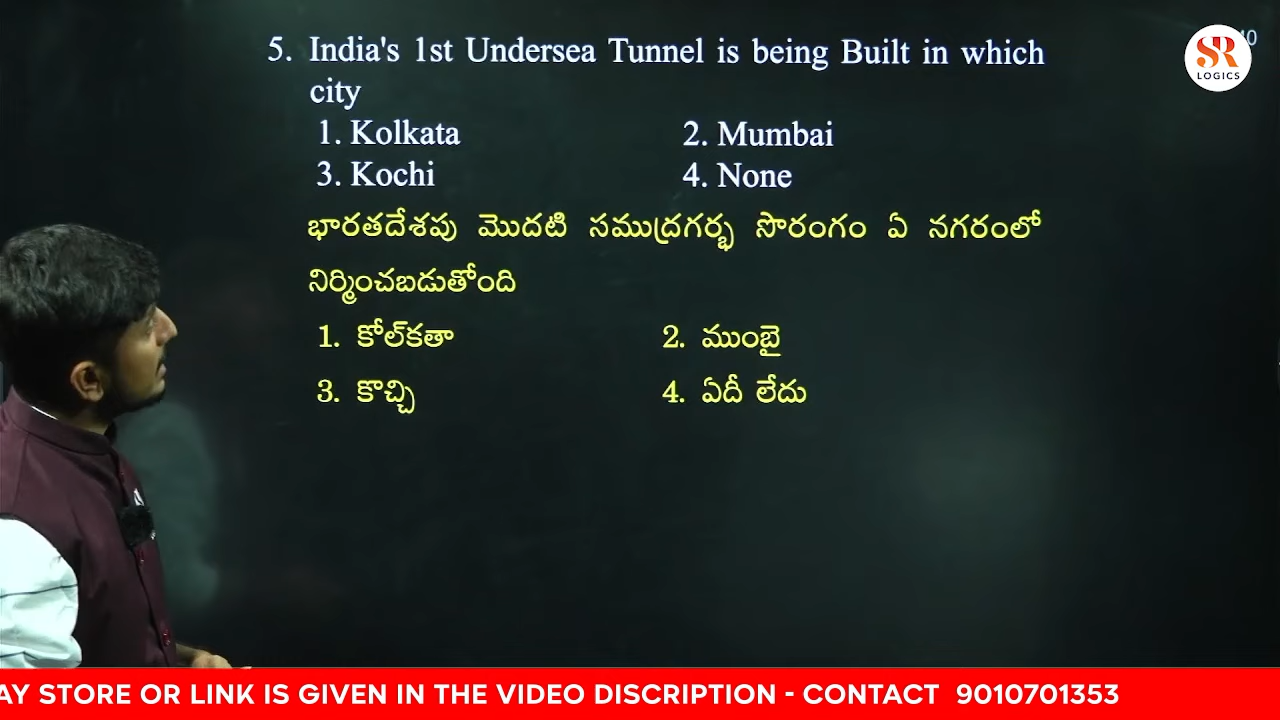 5. India's 1st Undersea Tunnel is being Built in which
city
1. Kolkata 2. Mumbai
3. Kochi 4. None
భారతదేశపు మొదటి సముద్రగర్భ సొరంగం ఏ నగరంలో
నిర్మించబడుతోంది
1. కోల్‌కతా 2. ముంబై
3. కొచ్చి 4. ఏదీ లేదు
SR
LOGICS
AY STORE OR LINK IS GIVEN IN THE VIDEO DISCRIPTION - CONTACT 9010701353